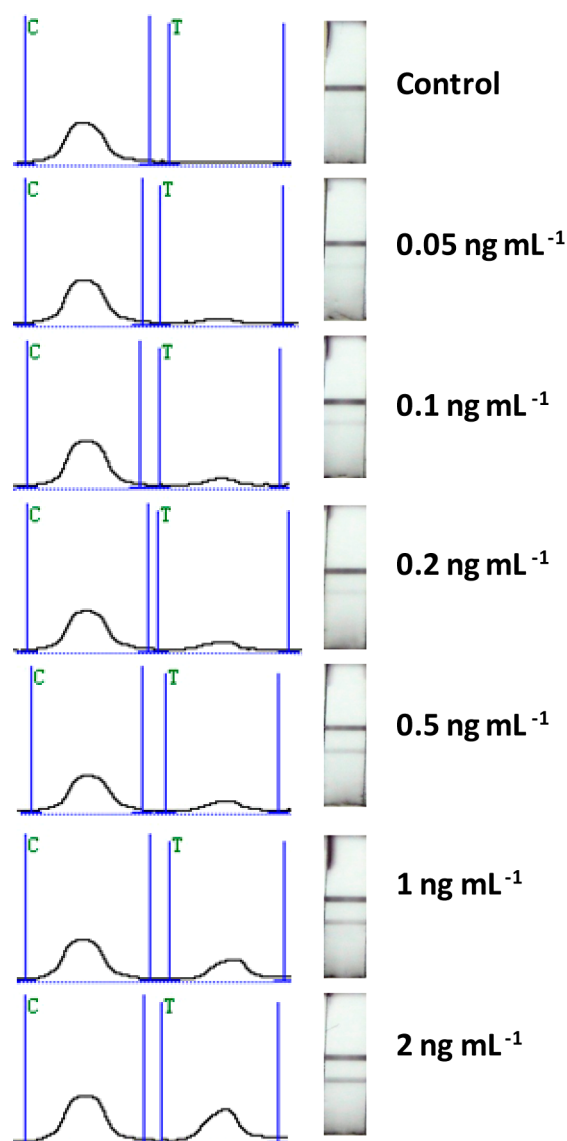 C T Control
C T 0.05 ng mL⁻¹
C T 0.1 ng mL⁻¹
C T 0.2 ng mL⁻¹
C T 0.5 ng mL⁻¹
C T 1 ng mL⁻¹
C T 2 ng mL⁻¹